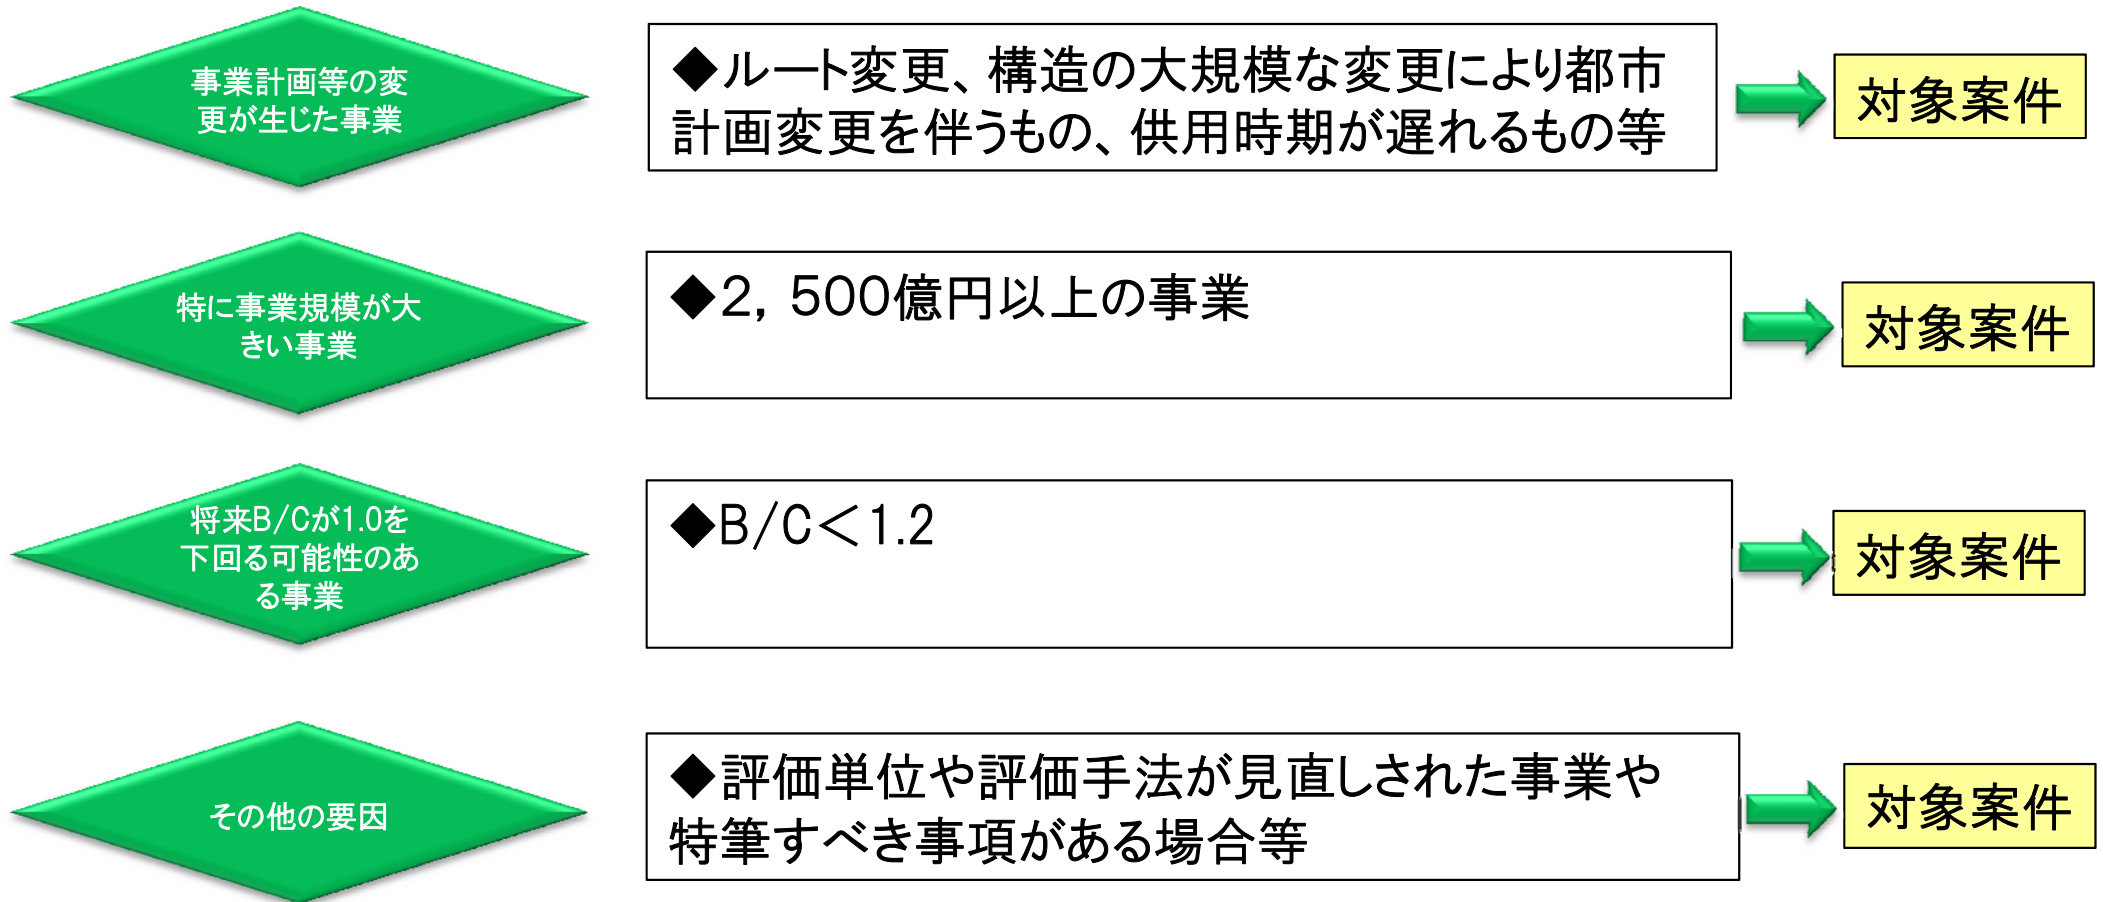 事業計画等の変
更が生じた事業
◆ルート変更、構造の大規模な変更により都市
計画変更を伴うもの、供用時期が遅れるもの等
対象案件
特に事業規模が大
きい事業
◆2，500億円以上の事業
対象案件
将来B/Cが1.0を
下回る可能性のあ
る事業
◆B/C＜1.2
対象案件
その他の要因
◆評価単位や評価手法が見直しされた事業や
特筆すべき事項がある場合等
対象案件